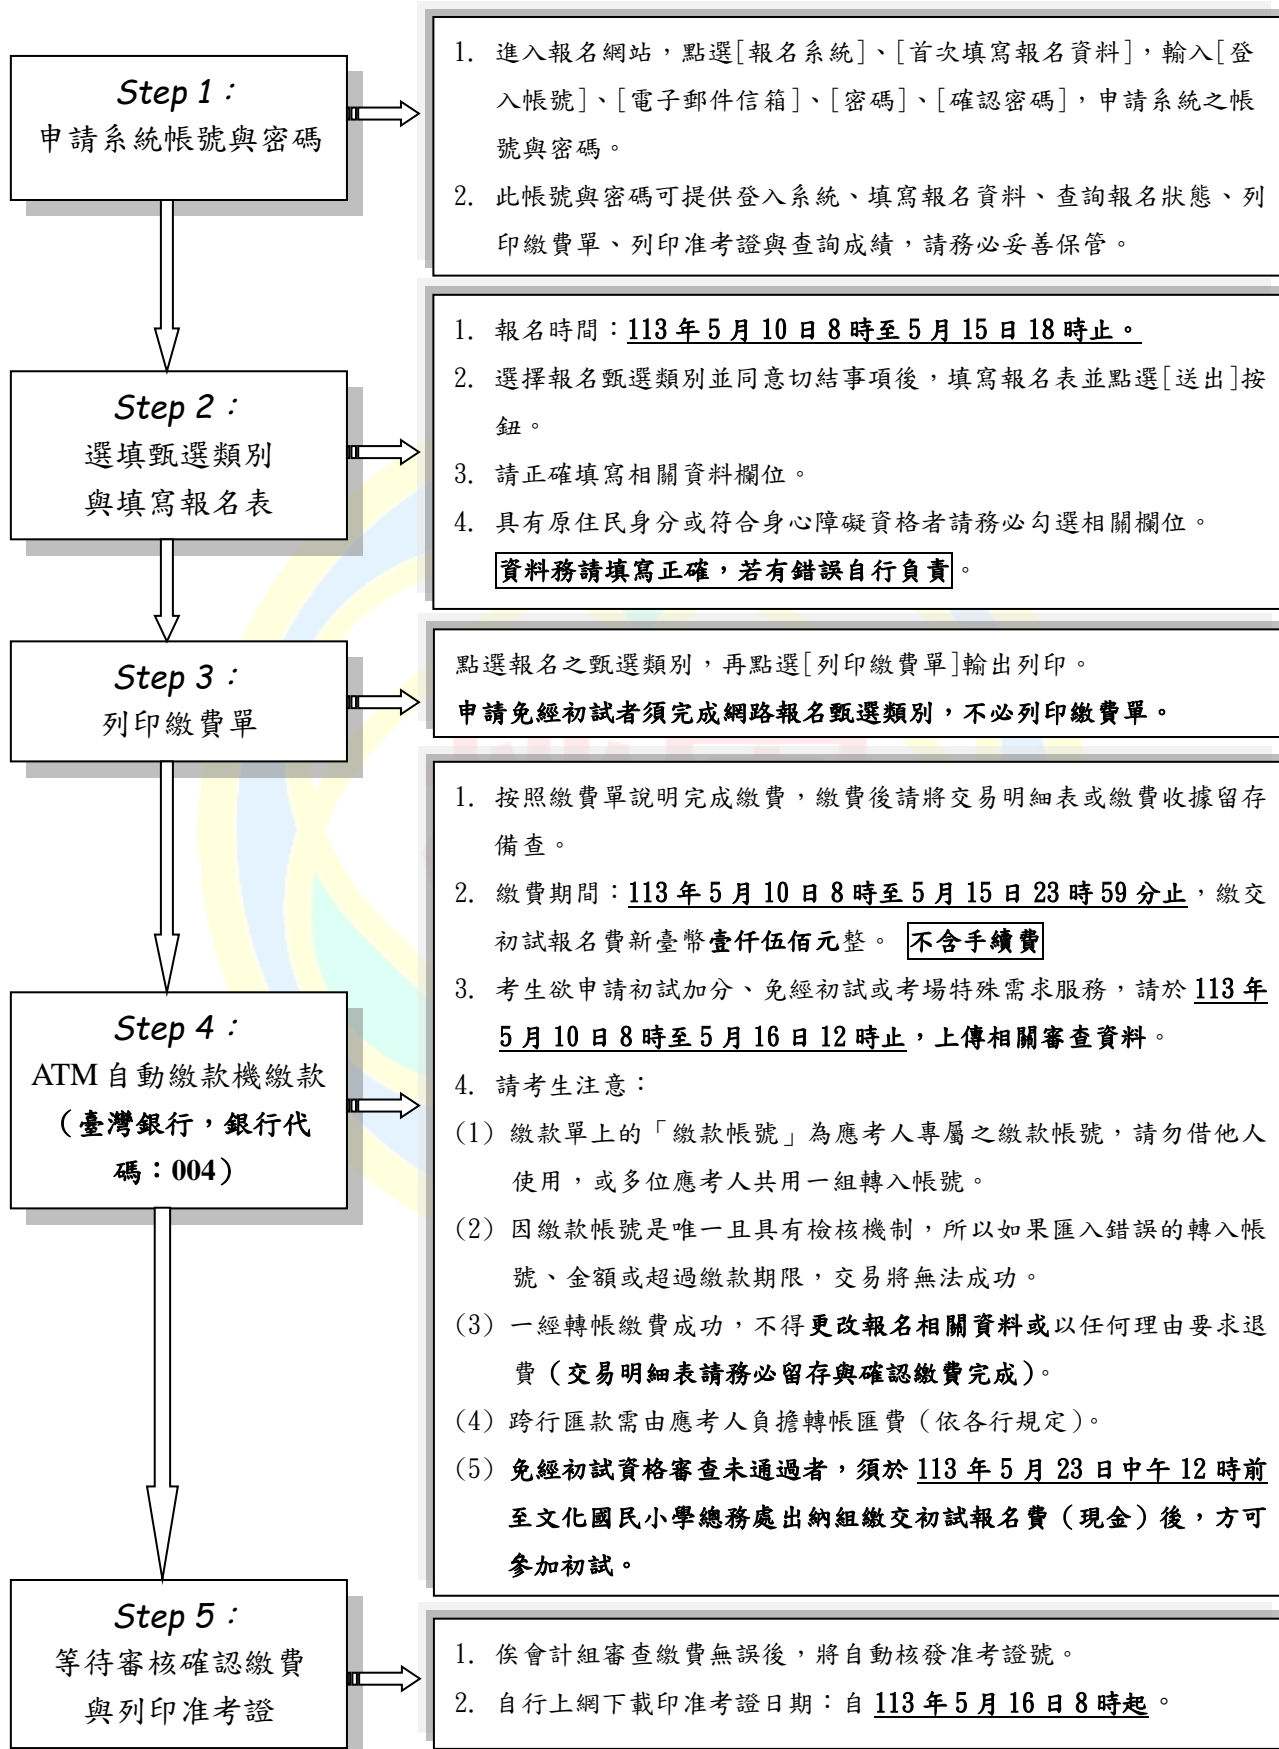 Step 1：
申請系統帳號與密碼
1. 進入報名網站，點選[報名系統]、[首次填寫報名資料]，輸入[登
入帳號]、[電子郵件信箱]、[密碼]、[確認密碼]，申請系統之帳
號與密碼。
2. 此帳號與密碼可提供登入系統、填寫報名資料、查詢報名狀態、列
印繳費單、列印准考證與查詢成績，請務必妥善保管。
Step 2：
選填甄選類別
與填寫報名表
1. 報名時間：113 年 5 月 10 日 8 時至 5 月 15 日 18 時止。
2. 選擇報名甄選類別並同意切結事項後，填寫報名表並點選[送出]按
鈕。
3. 請正確填寫相關資料欄位。
4. 具有原住民身分或符合身心障礙資格者請務必勾選相關欄位。
資料務請填寫正確，若有錯誤自行負責。
Step 3：
列印繳費單
點選報名之甄選類別，再點選[列印繳費單]輸出列印。
申請免經初試者須完成網路報名甄選類別，不必列印繳費單。
Step 4：
ATM 自動繳款機繳款
（臺灣銀行，銀行代
碼：004）
1. 按照繳費單說明完成繳費，繳費後請將交易明細表或繳費收據留存
備查。
2. 繳費期間：113 年 5 月 10 日 8 時至 5 月 15 日 23 時 59 分止，繳交
初試報名費新臺幣壹仟伍佰元整。 不含手續費
3. 考生欲申請初試加分、免經初試或考場特殊需求服務，請於 113 年
5 月 10 日 8 時至 5 月 16 日 12 時止，上傳相關審查資料。
4. 請考生注意：
(1) 繳款單上的「繳款帳號」為應考人專屬之繳款帳號，請勿借他人
使用，或多位應考人共用一組轉入帳號。
(2) 因繳款帳號是唯一且具有檢核機制，所以如果匯入錯誤的轉入帳
號、金額或超過繳款期限，交易將無法成功。
(3) 一經轉帳繳費成功，不得更改報名相關資料或以任何理由要求退
費（交易明細表請務必留存與確認繳費完成）。
(4) 跨行匯款需由應考人負擔轉帳匯費（依各行規定）。
(5) 免經初試資格審查未通過者，須於 113 年 5 月 23 日中午 12 時前
至文化國民小學總務處出納組繳交初試報名費（現金）後，方可
參加初試。
Step 5：
等待審核確認繳費
與列印准考證
1. 俟會計組審查繳費無誤後，將自動核發准考證號。
2. 自行上網下載印准考證日期：自 113 年 5 月 16 日 8 時起。